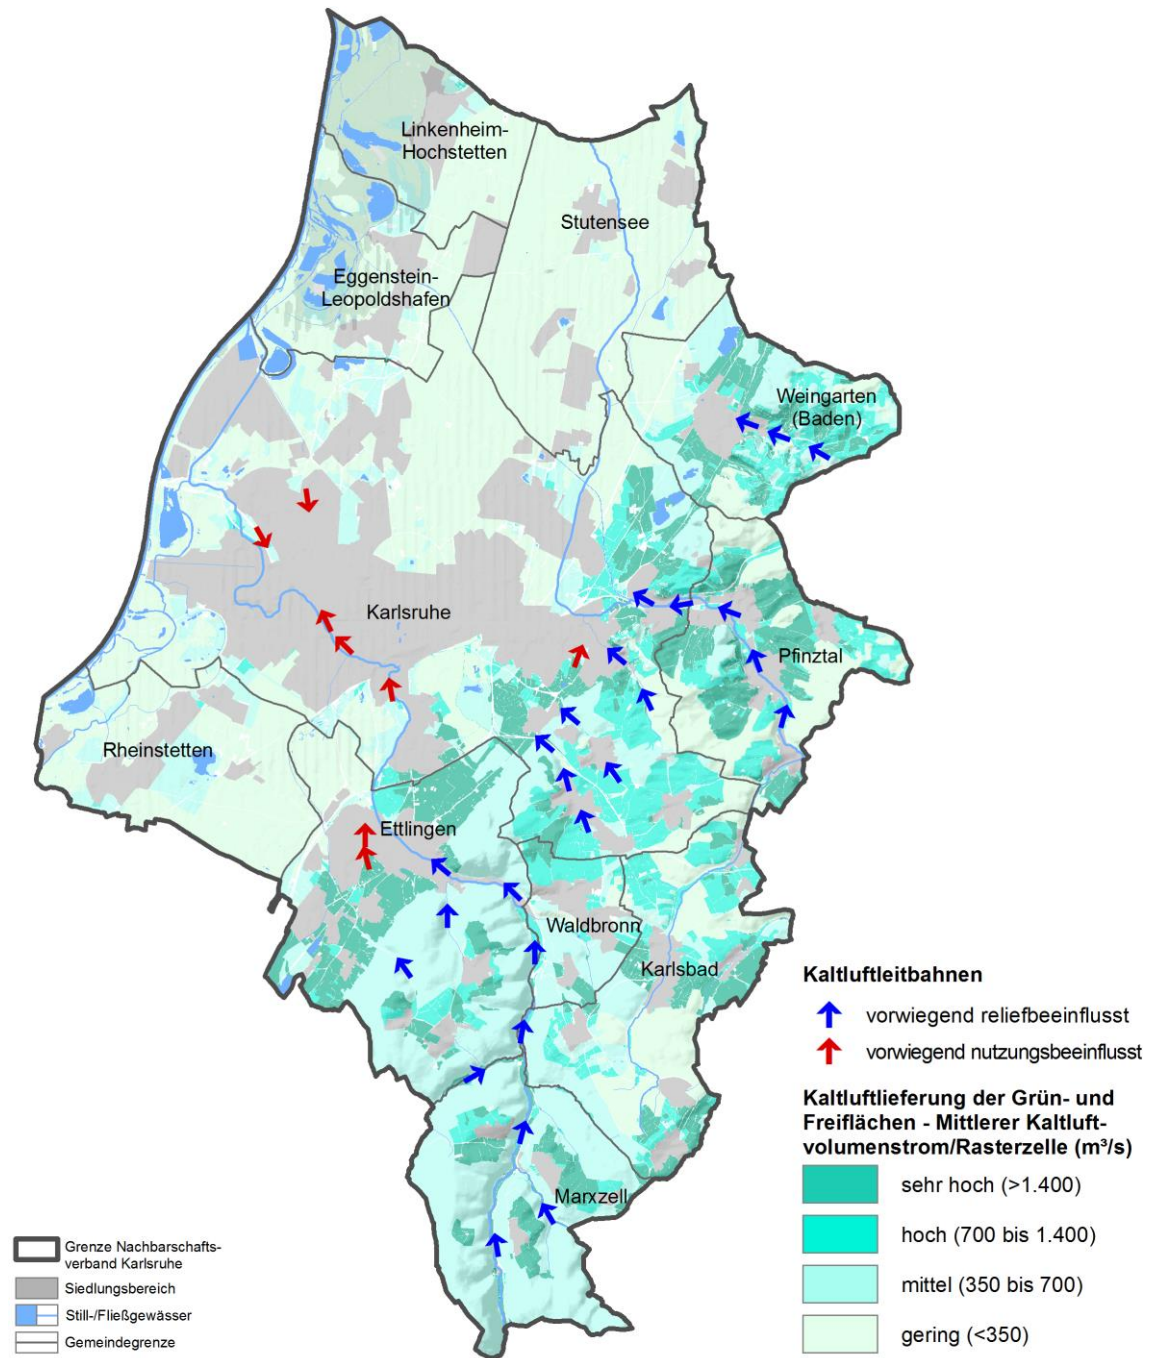 Linkenheim-
Hochstetten
Stutensee
Eggenstein-
Leopoldshafen
Weingarten
(Baden)
Karlsruhe
Pfinztal
Rheinstetten
Ettlingen
Waldbronn
Karlsbad
Marxzell
Kaltluftleitbahnen
vorwiegend reliefbeeinflusst
vorwiegend nutzungsbeeinflusst
Kaltluftlieferung der Grün- und
Freiflächen - Mittlerer Kaltluft-
volumenstrom/Rasterzelle (m³/s)
sehr hoch (>1.400)
hoch (700 bis 1.400)
mittel (350 bis 700)
gering (<350)
Grenze Nachbarschafts-
verband Karlsruhe
Siedlungsbereich
Still-/Fließgewässer
Gemeindegrenze